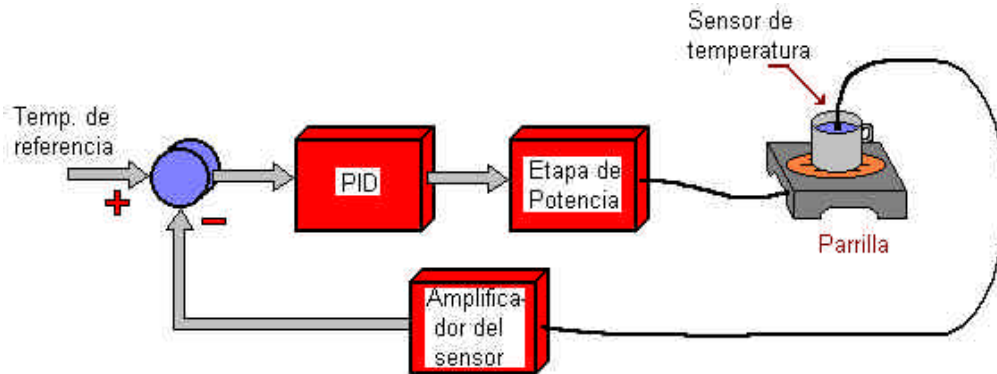 Sensor de
temperatura
Temp. de
referencia
+
PID
Etapa de
Potencia
Parrilla
−
Amplifica-
dor del
sensor